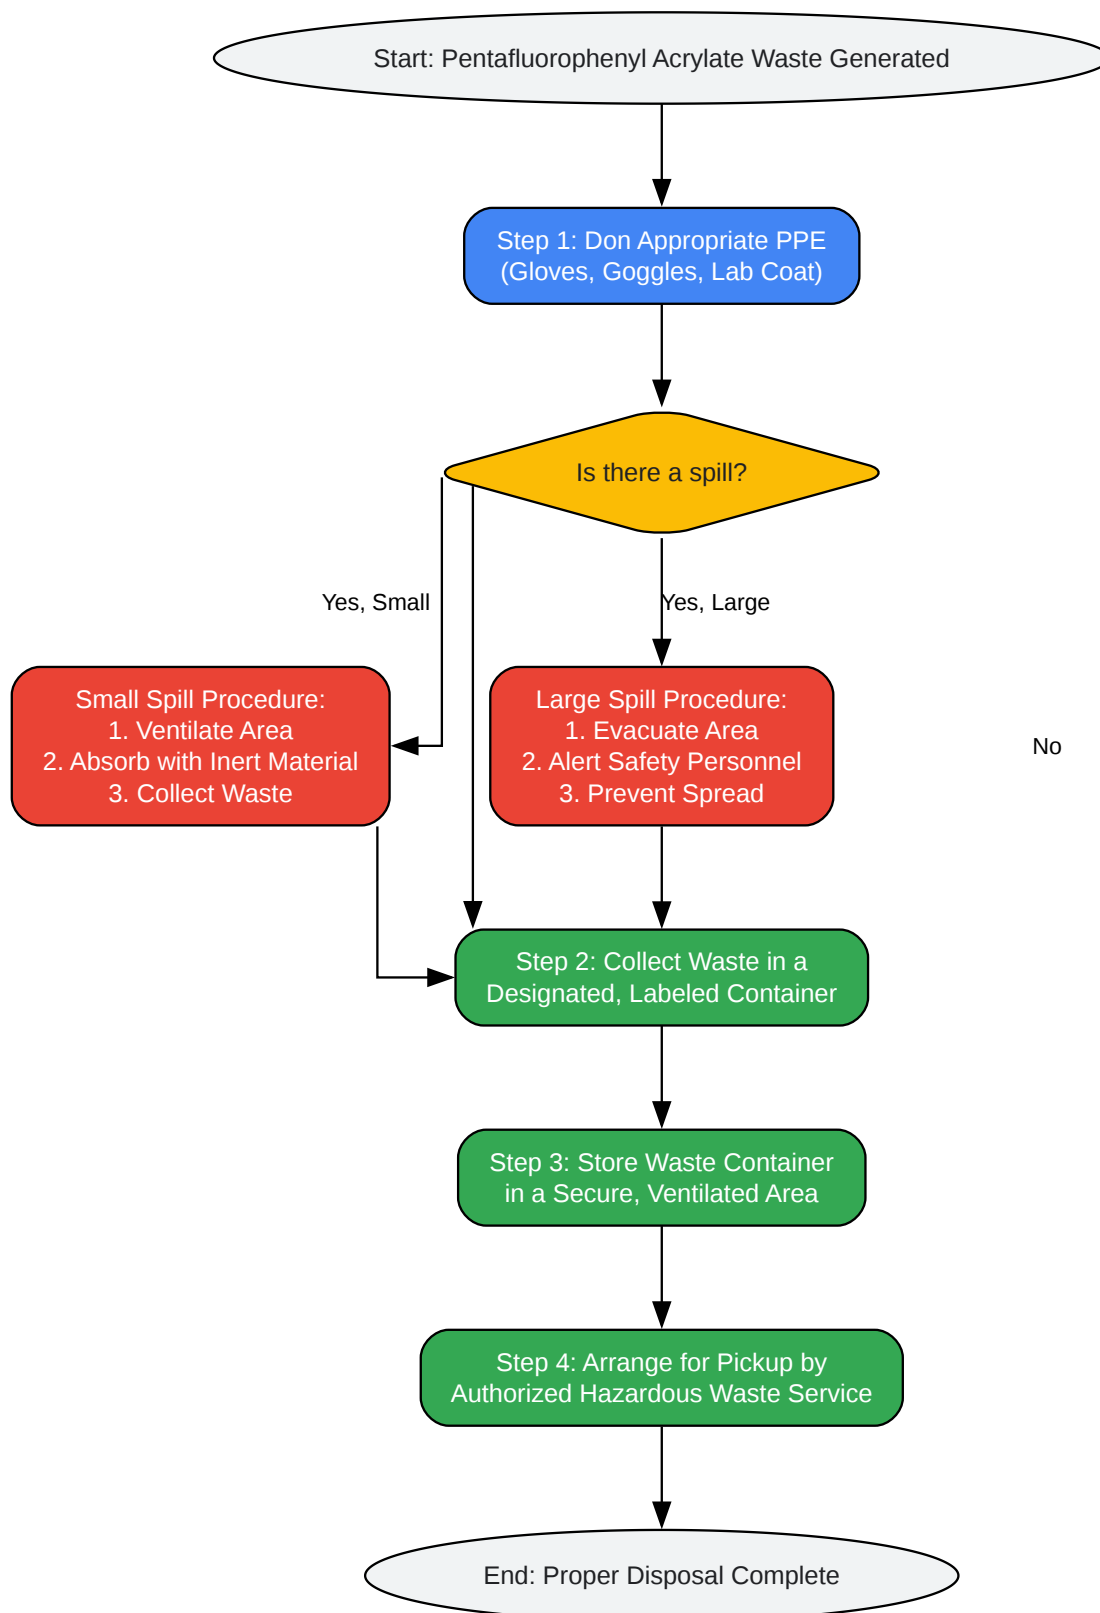 Start: Pentafluorophenyl Acrylate Waste Generated
Step 1: Don Appropriate PPE
(Gloves, Goggles, Lab Coat)
Is there a spill?
Yes, Small
Yes, Large
Small Spill Procedure:
1. Ventilate Area
2. Absorb with Inert Material
3. Collect Waste
Large Spill Procedure:
1. Evacuate Area
2. Alert Safety Personnel
3. Prevent Spread
No
Step 2: Collect Waste in a
Designated, Labeled Container
Step 3: Store Waste Container
in a Secure, Ventilated Area
Step 4: Arrange for Pickup by
Authorized Hazardous Waste Service
End: Proper Disposal Complete